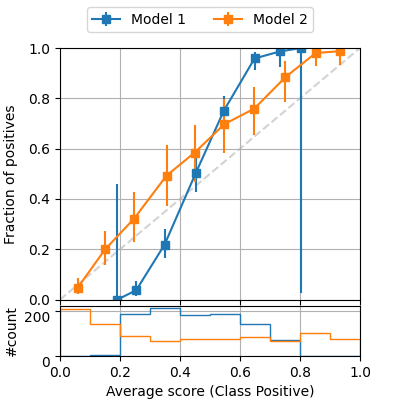 Model 1 Model 2
1.0
0.8
0.6
0.4
0.2
0.0
Fraction of positives
200
0
#count
0.0 0.2 0.4 0.6 0.8 1.0
Average score (Class Positive)